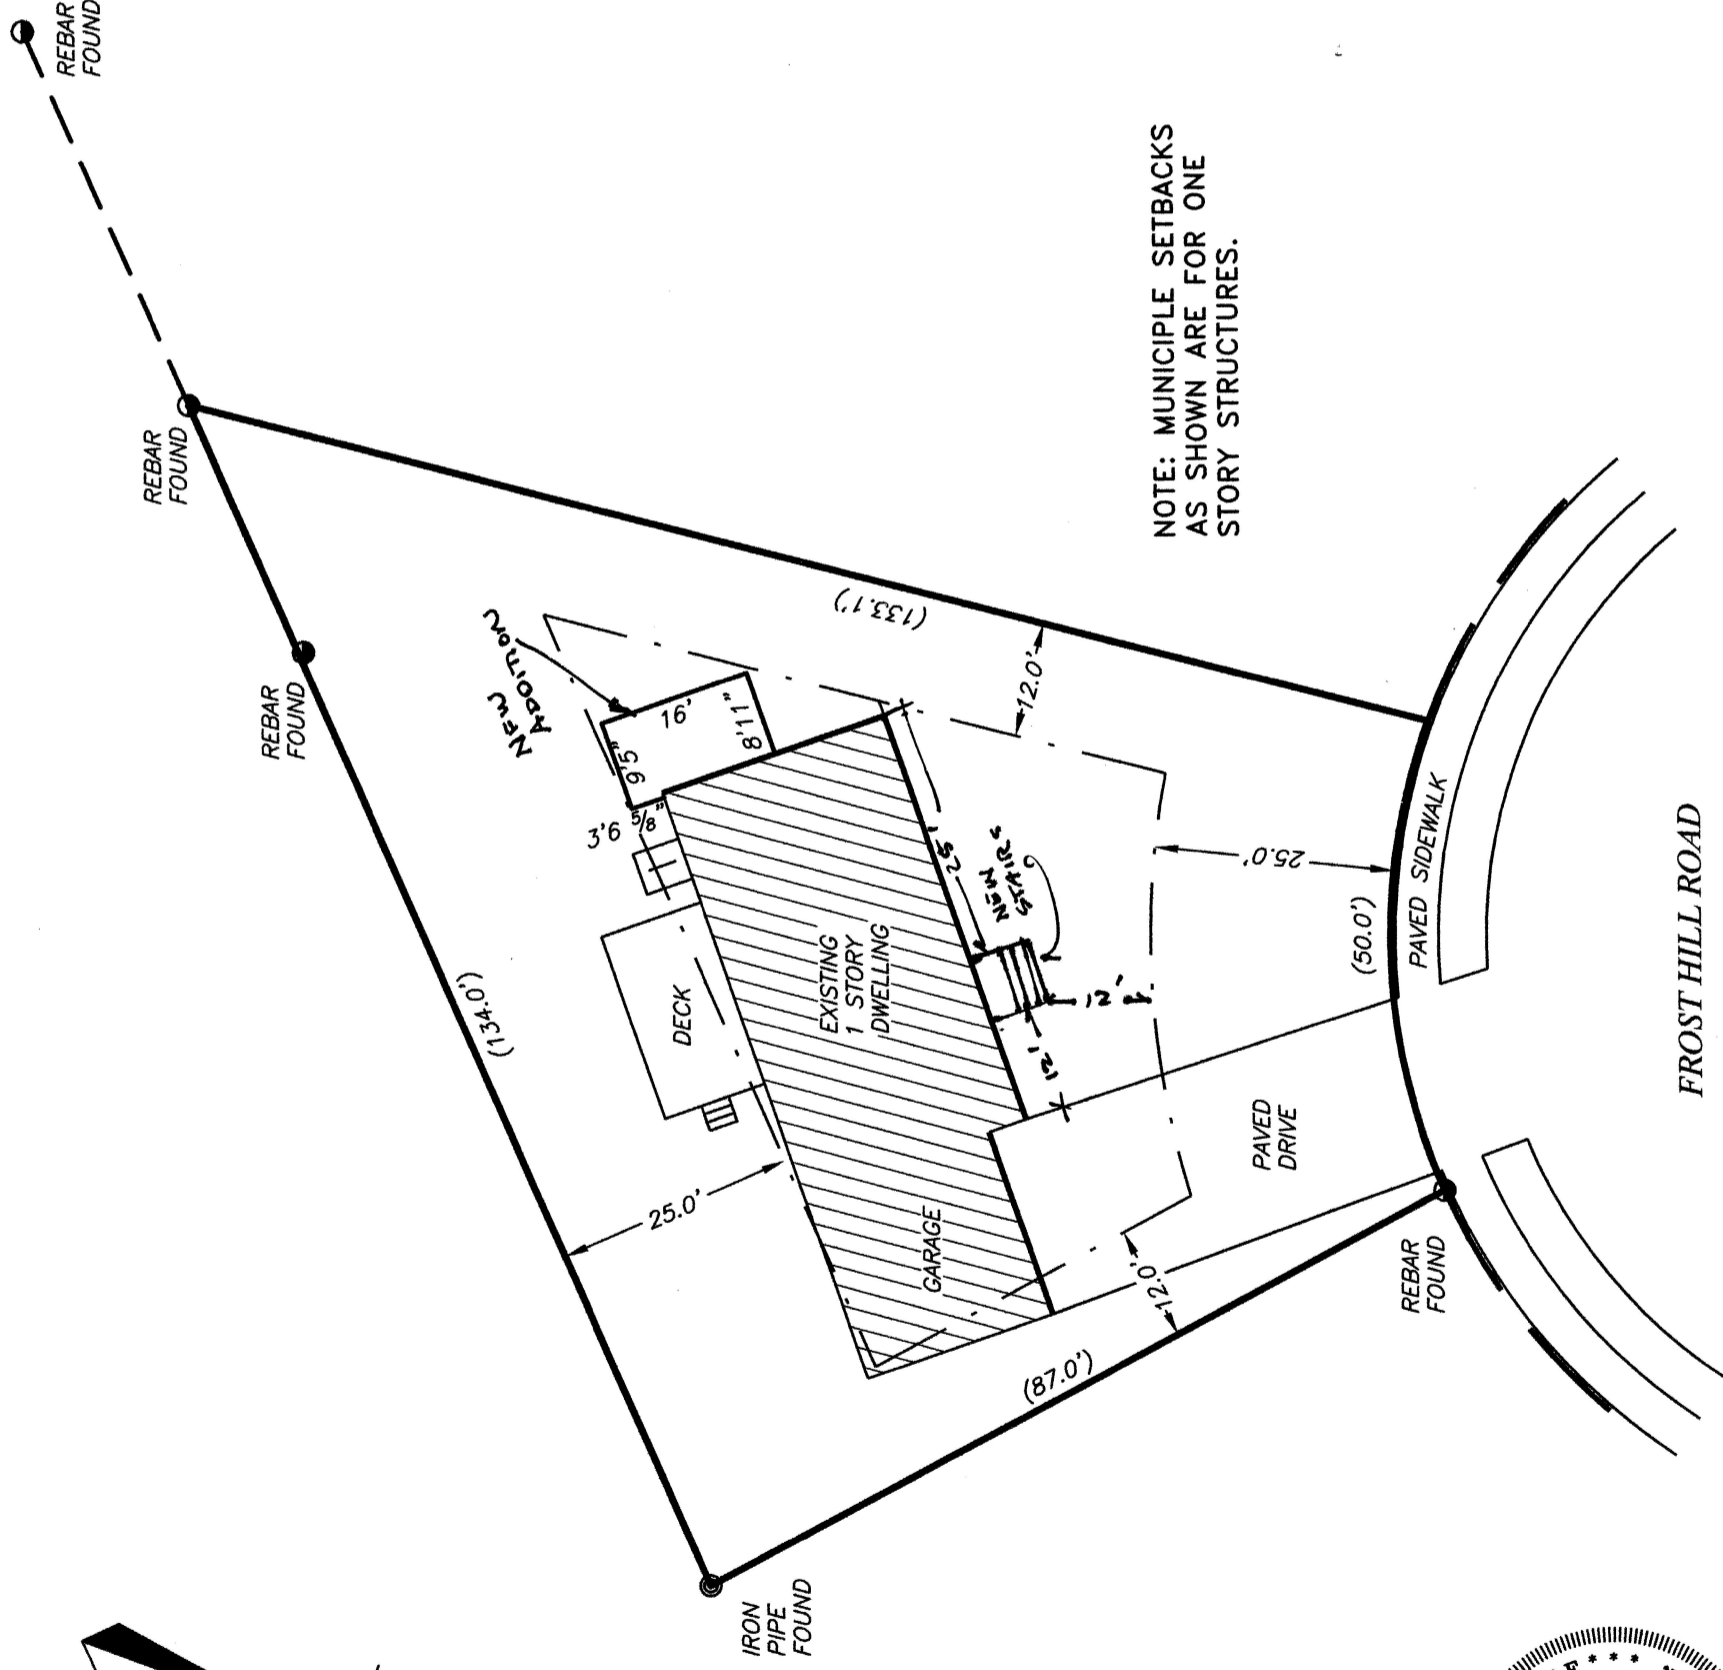 REBAR
FOUND
REBAR
FOUND
REBAR
FOUND
NEW
ADDITION
16'
9'5"
8'11"
3'6 5/8"
(133.1')
12.0'
NOTE: MUNICIPLE SETBACKS
AS SHOWN ARE FOR ONE
STORY STRUCTURES.
(134.0')
DECK
EXISTING
1 STORY
DWELLING
NEW
STAIRS
12'
12'
25.0'
25.0'
(50.0')
PAVED SIDEWALK
FROST HILL ROAD
GARAGE
PAVED
DRIVE
12.0'
(87.0')
REBAR
FOUND
IRON
PIPE
FOUND